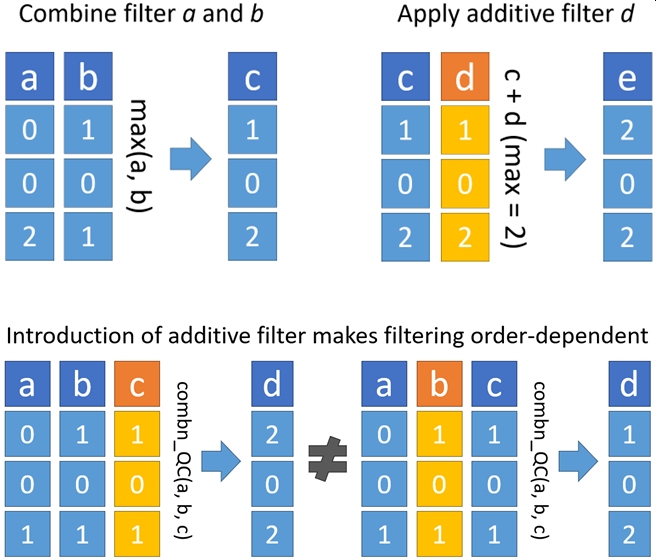 Combine filter a and b
Apply additive filter d
a b c
0 1 1
0 0 0
2 1 2
max(a, b)
c d e
1 1 2
0 0 0
2 2 2
c + d (max = 2)
Introduction of additive filter makes filtering order-dependent
a b c d
0 1 1 2
0 0 0 0
1 1 1 2
combn_QC(a, b, c)
≠
a b c d
0 1 1 1
0 0 0 0
1 1 1 2
combn_QC(a, b, c)